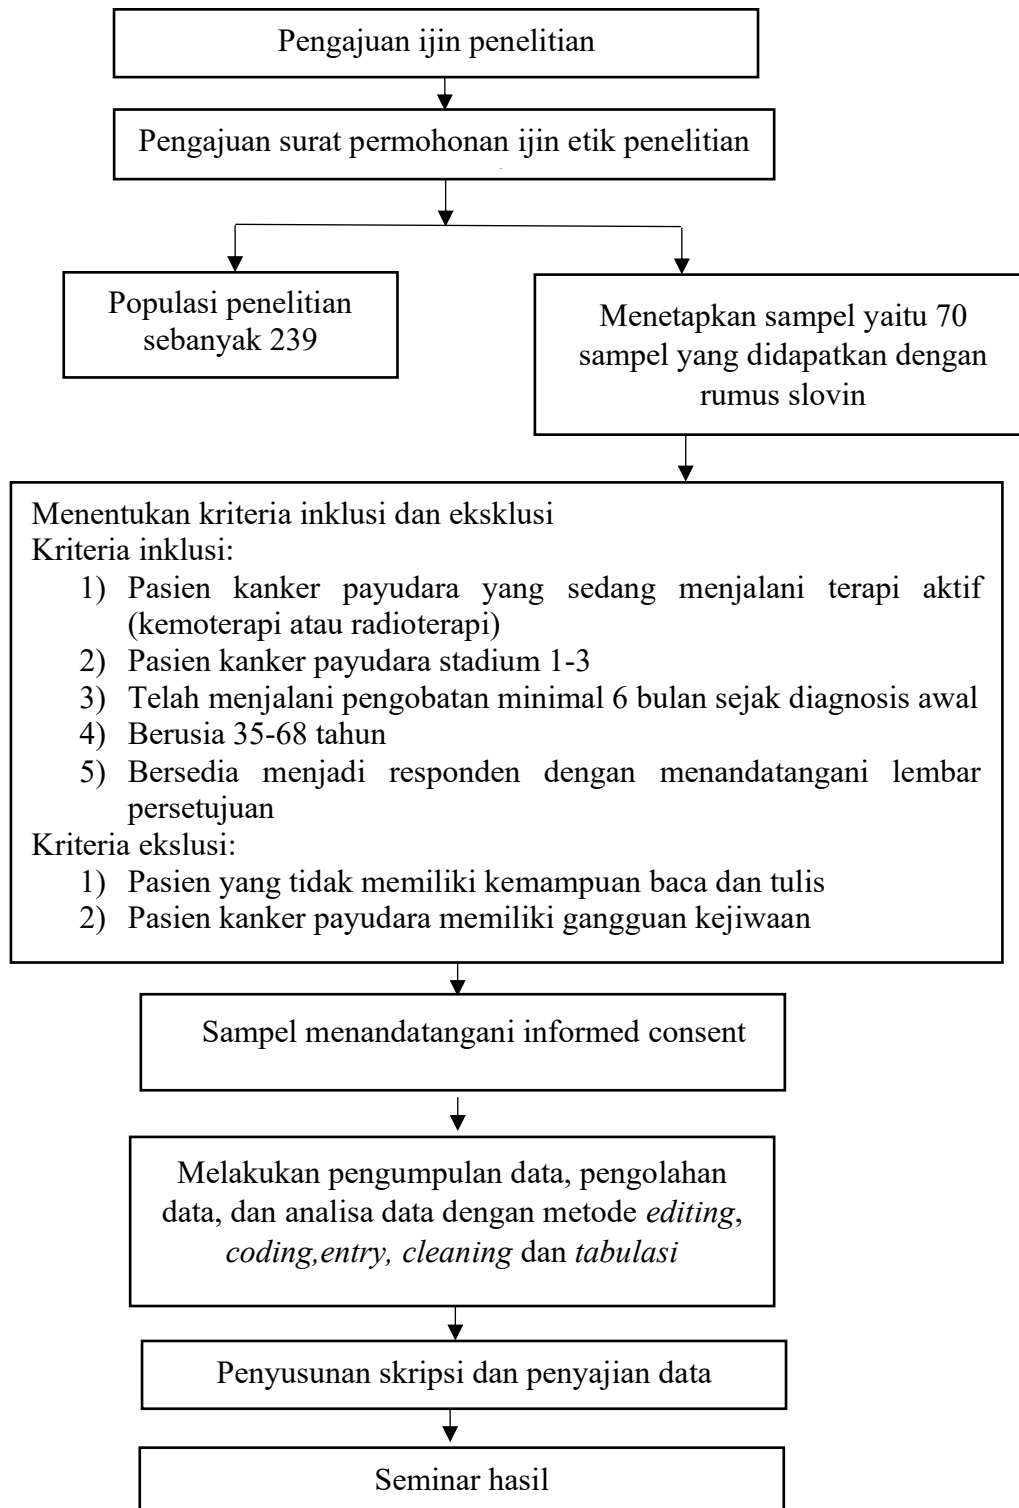 Pengajuan ijin penelitian
Pengajuan surat permohonan ijin etik penelitian
Populasi penelitian
sebanyak 239
Menetapkan sampel yaitu 70
sampel yang didapatkan dengan
rumus slovin
Menentukan kriteria inklusi dan eksklusi
Kriteria inklusi:
1) Pasien kanker payudara yang sedang menjalani terapi aktif
(kemoterapi atau radioterapi)
2) Pasien kanker payudara stadium 1-3
3) Telah menjalani pengobatan minimal 6 bulan sejak diagnosis awal
4) Berusia 35-68 tahun
5) Bersedia menjadi responden dengan menandatangani lembar
persetujuan
Kriteria ekslusi:
1) Pasien yang tidak memiliki kemampuan baca dan tulis
2) Pasien kanker payudara memiliki gangguan kejiwaan
Sampel menandatangani informed consent
Melakukan pengumpulan data, pengolahan
data, dan analisa data dengan metode editing,
coding,entry, cleaning dan tabulasi
Penyusunan skripsi dan penyajian data
Seminar hasil